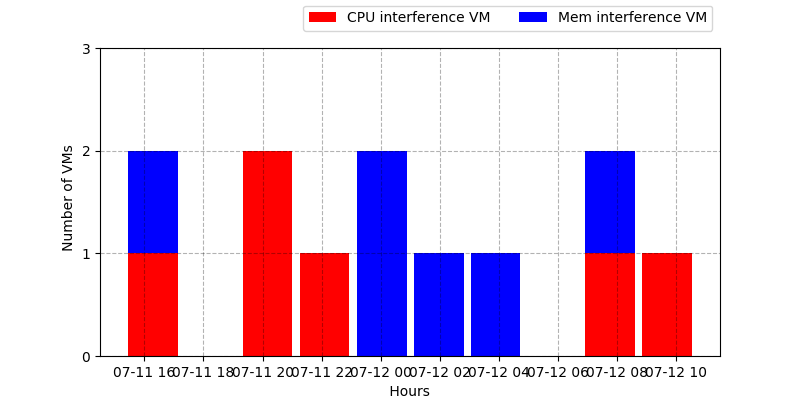 CPU interference VM Mem interference VM
3
2
1
0
Number of VMs
07-11 16 07-11 18 07-11 20 07-11 22 07-12 00 07-12 02 07-12 04 07-12 06 07-12 08 07-12 10
Hours